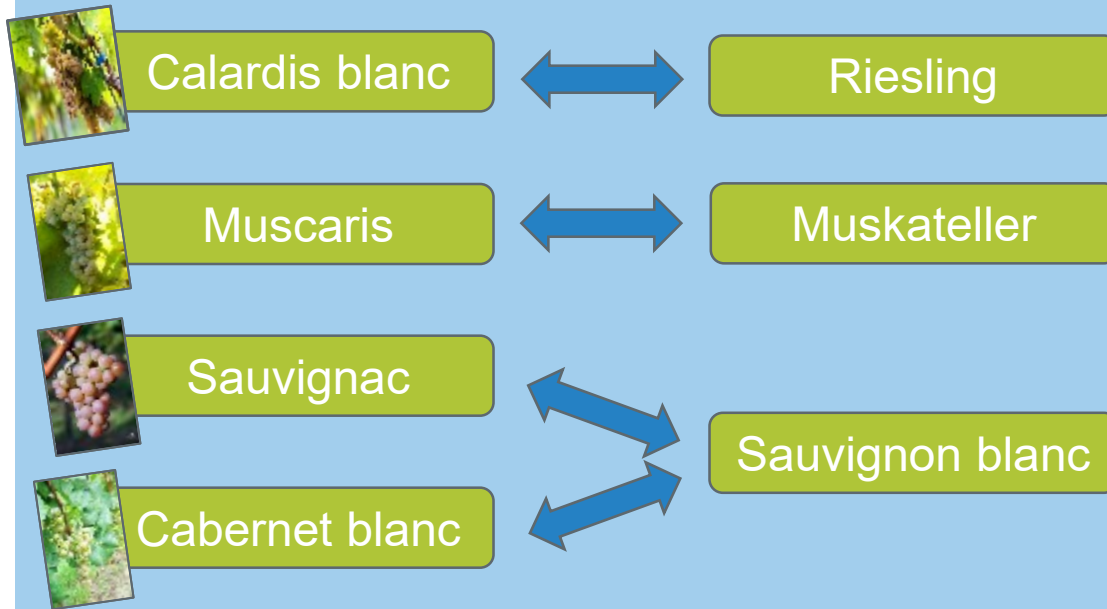 Calardis blanc
Riesling
Muscaris
Muskateller
Sauvignac
Sauvignon blanc
Cabernet blanc